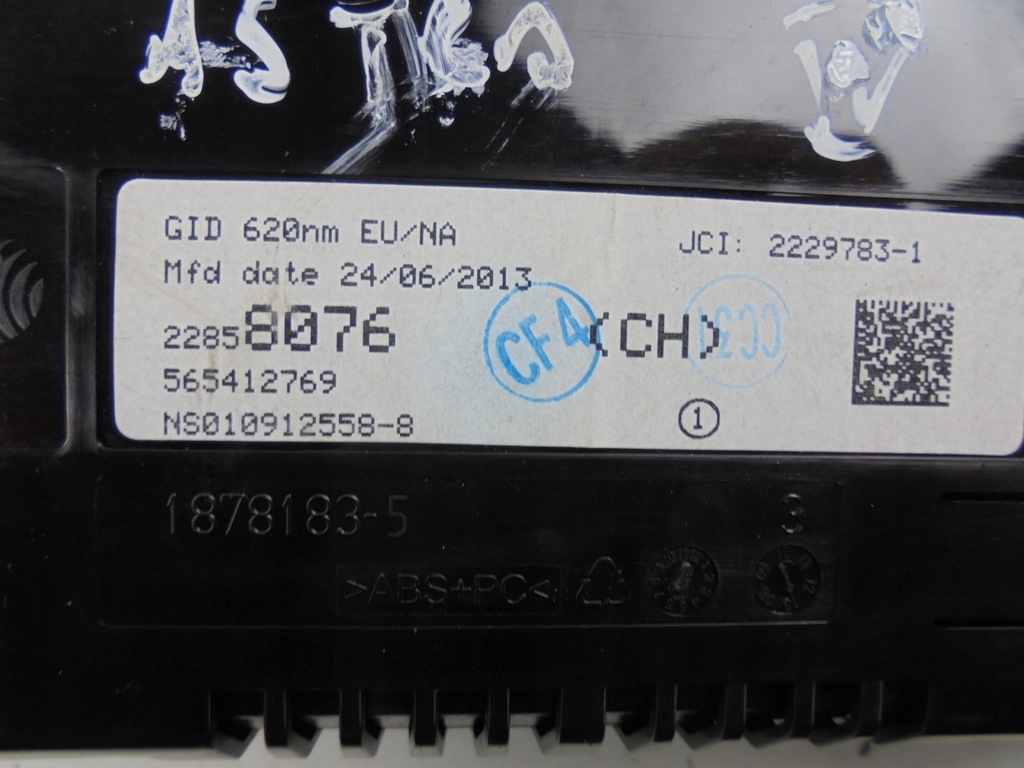 ASTRA
GID 620nm EU/NA
JCI: 2229783-1
Mfd date 24/06/2013
22858076
CF4
(CH)
565412769
NS010912558-8
1
1878183-5
3
>ABS+PC<